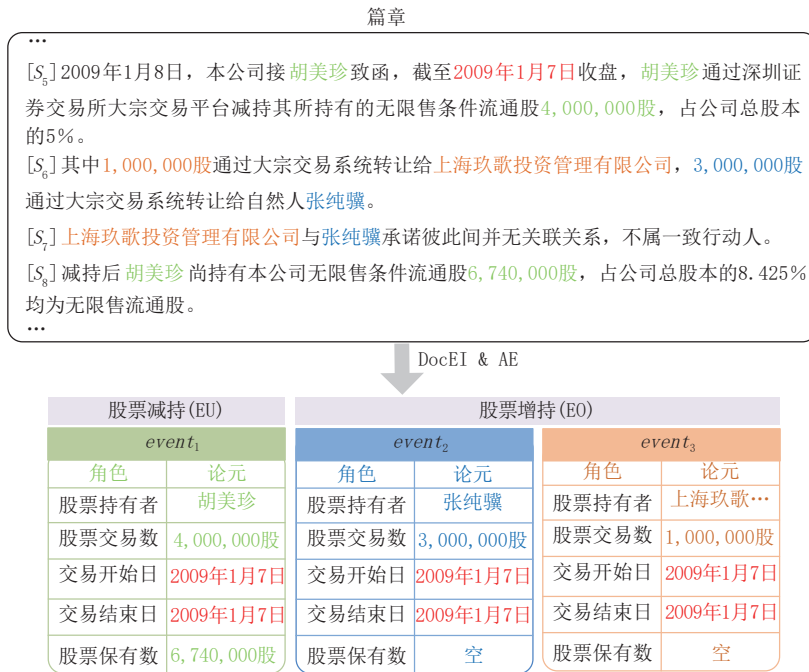 篇章
…
[S5] 2009年1月8日，本公司接胡美珍致函，截至2009年1月7日收盘，胡美珍通过深圳证
券交易所大宗交易平台减持其所持有的无限售条件流通股4,000,000股，占公司总股本
的5%。
[S6] 其中1,000,000股通过大宗交易系统转让给上海玖歌投资管理有限公司，3,000,000股
通过大宗交易系统转让给自然人张纯骥。
[S7] 上海玖歌投资管理有限公司与张纯骥承诺彼此间并无关联关系，不属一致行动人。
[S8] 减持后胡美珍尚持有本公司无限售条件流通股6,740,000股，占公司总股本的8.425%
均为无限售流通股。
…
DocEI & AE
股票减持(EU) 股票增持(EO)
event1 event2 event3
角色 论元 角色 论元 角色 论元
股票持有者 胡美珍 股票持有者 张纯骥 股票持有者 上海玖歌…
股票交易数 4,000,000股 股票交易数 3,000,000股 股票交易数 1,000,000股
交易开始日 2009年1月7日 交易开始日 2009年1月7日 交易开始日 2009年1月7日
交易结束日 2009年1月7日 交易结束日 2009年1月7日 交易结束日 2009年1月7日
股票保有数 6,740,000股 股票保有数 空 股票保有数 空